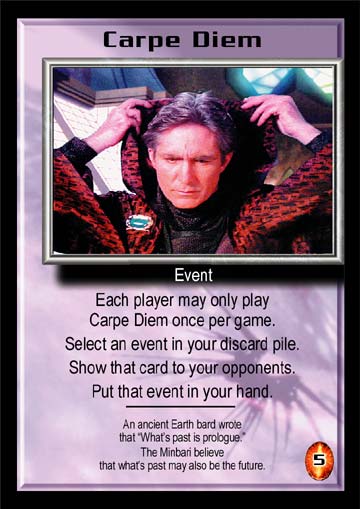 Carpe Diem
Event
Each player may only play
Carpe Diem once per game.
Select an event in your discard pile.
Show that card to your opponents.
Put that event in your hand.
An ancient Earth bard wrote
that "What's past is prologue."
The Minbari believe
that what's past may also be the future.
5